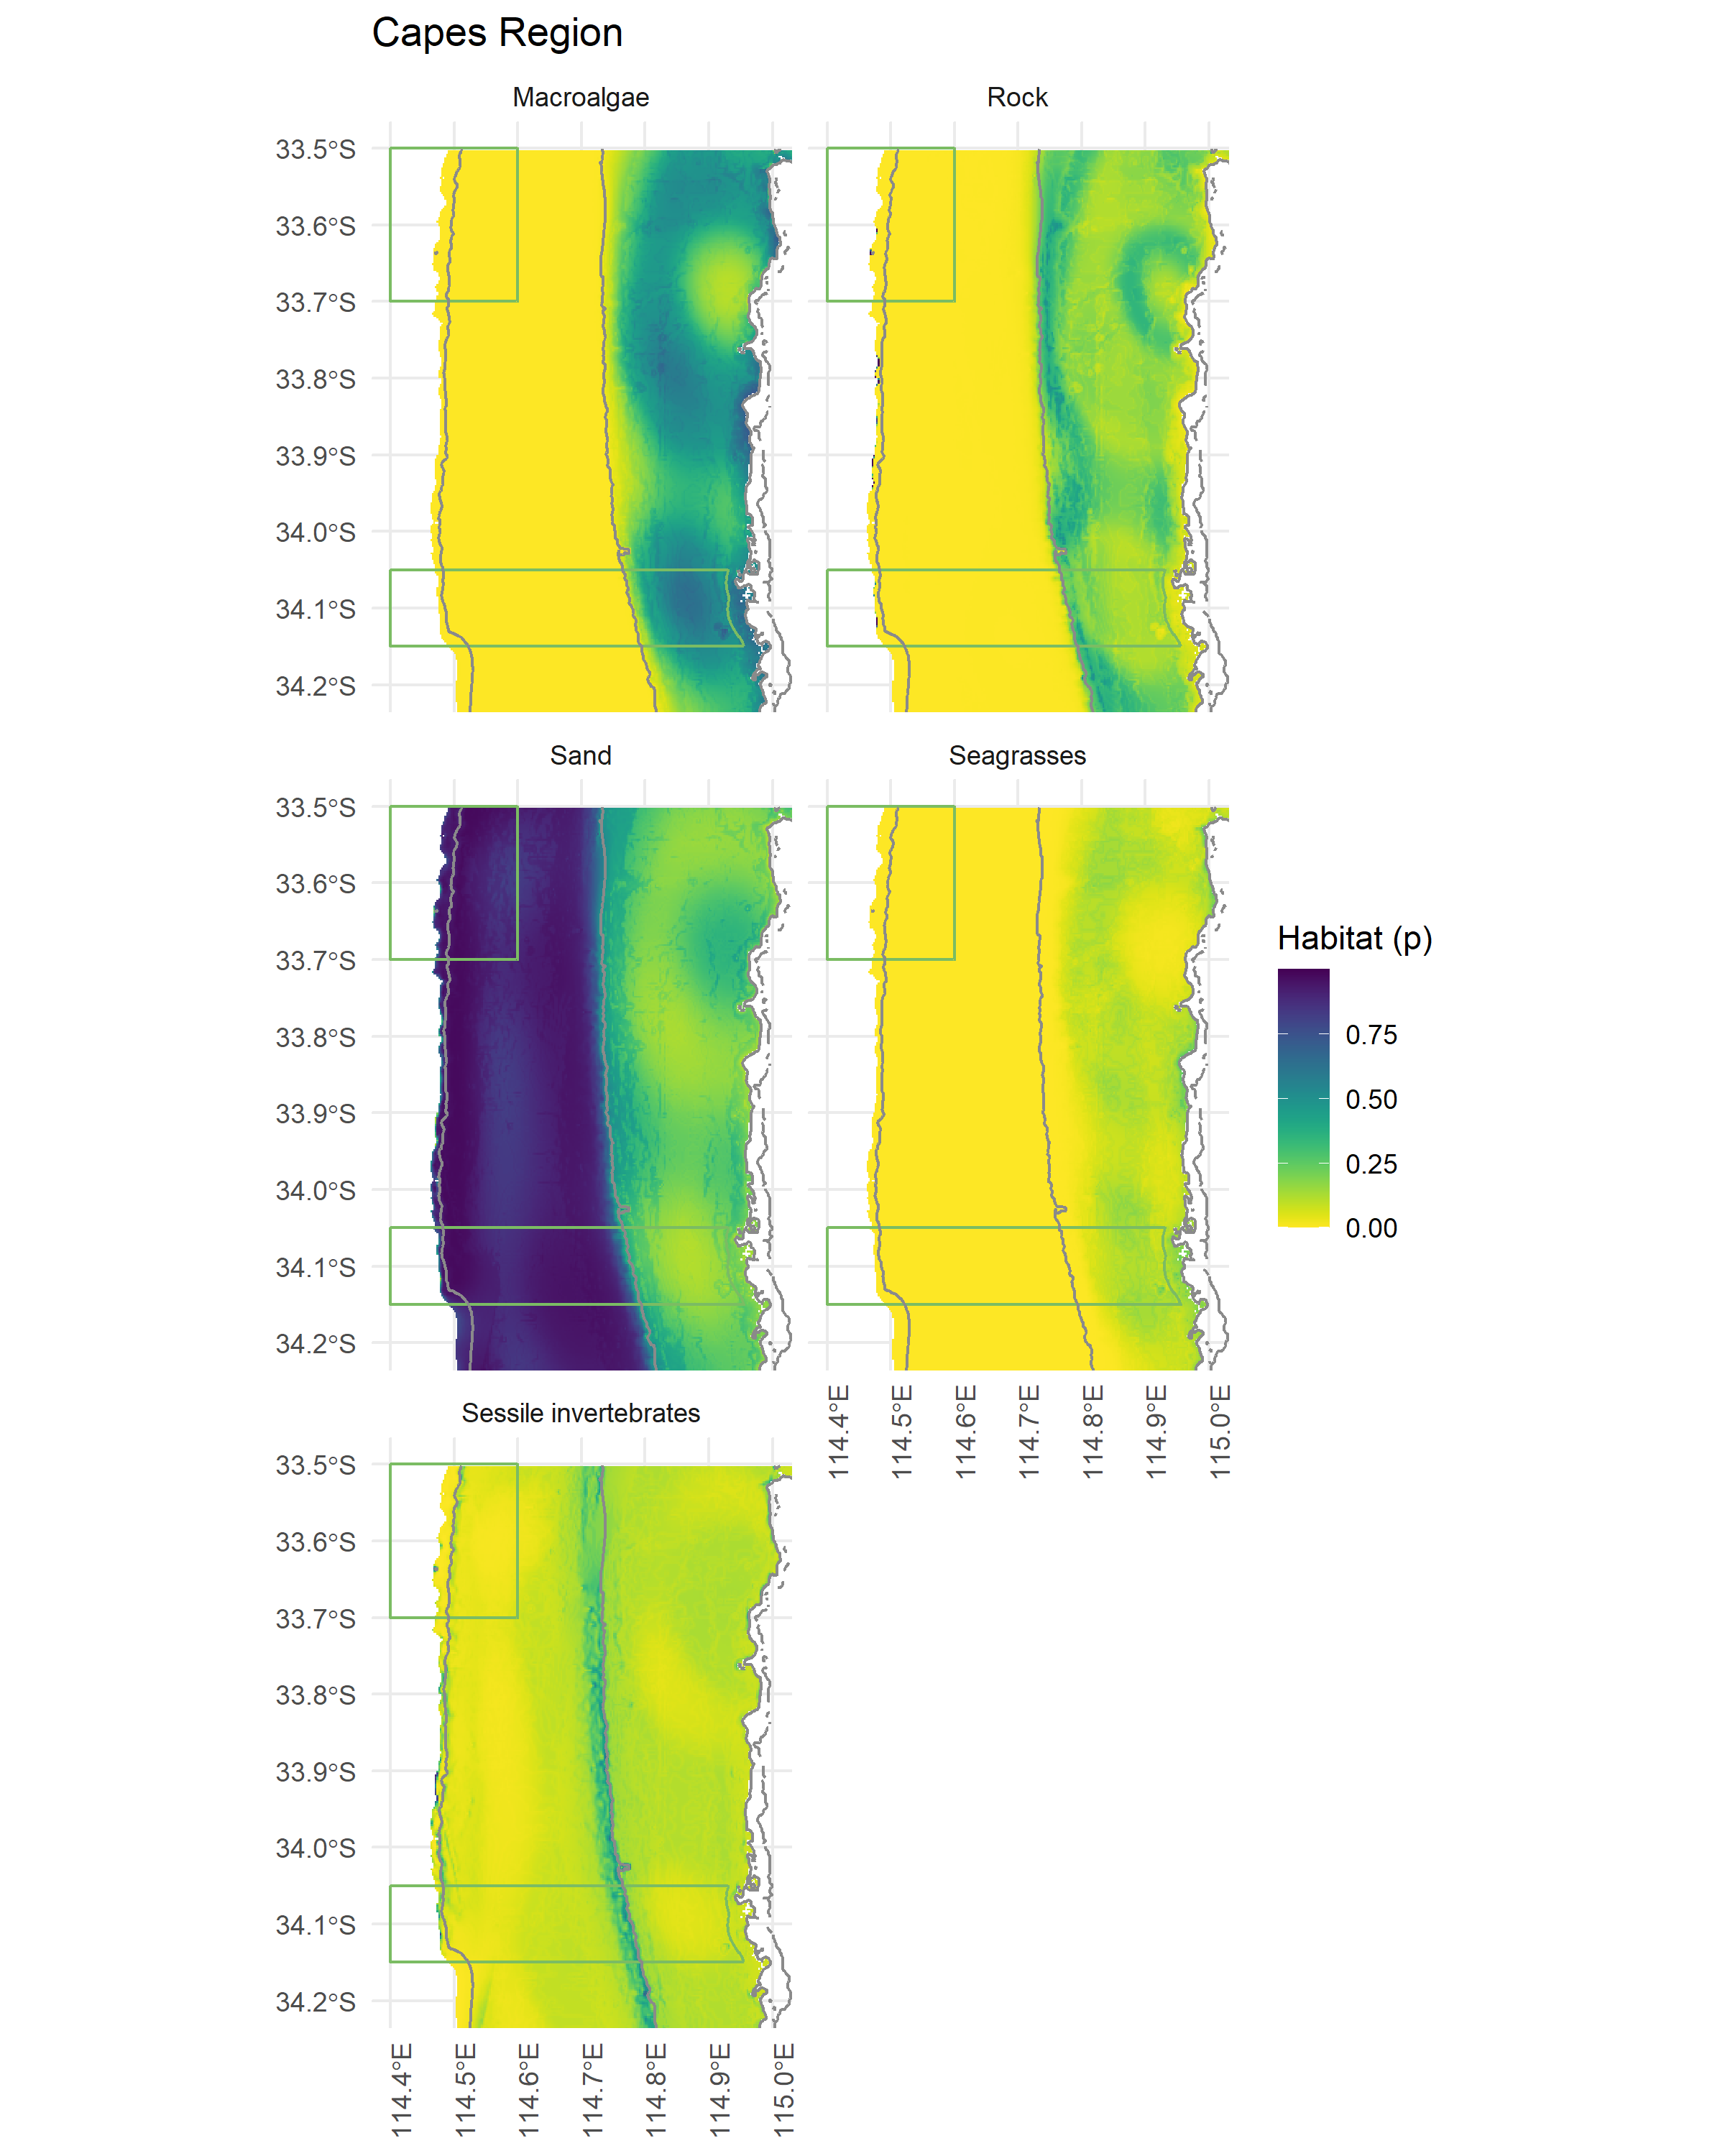 Capes Region
Macroalgae
Rock
33.5°S
33.6°S
33.7°S
33.8°S
33.9°S
34.0°S
34.1°S
34.2°S
Sand
Seagrasses
33.5°S
33.6°S
33.7°S
33.8°S
33.9°S
34.0°S
34.1°S
34.2°S
114.4°E
114.5°E
114.6°E
114.7°E
114.8°E
114.9°E
115.0°E
Sessile invertebrates
33.5°S
33.6°S
33.7°S
33.8°S
33.9°S
34.0°S
34.1°S
34.2°S
114.4°E
114.5°E
114.6°E
114.7°E
114.8°E
114.9°E
115.0°E
Habitat (p)
0.75
0.50
0.25
0.00